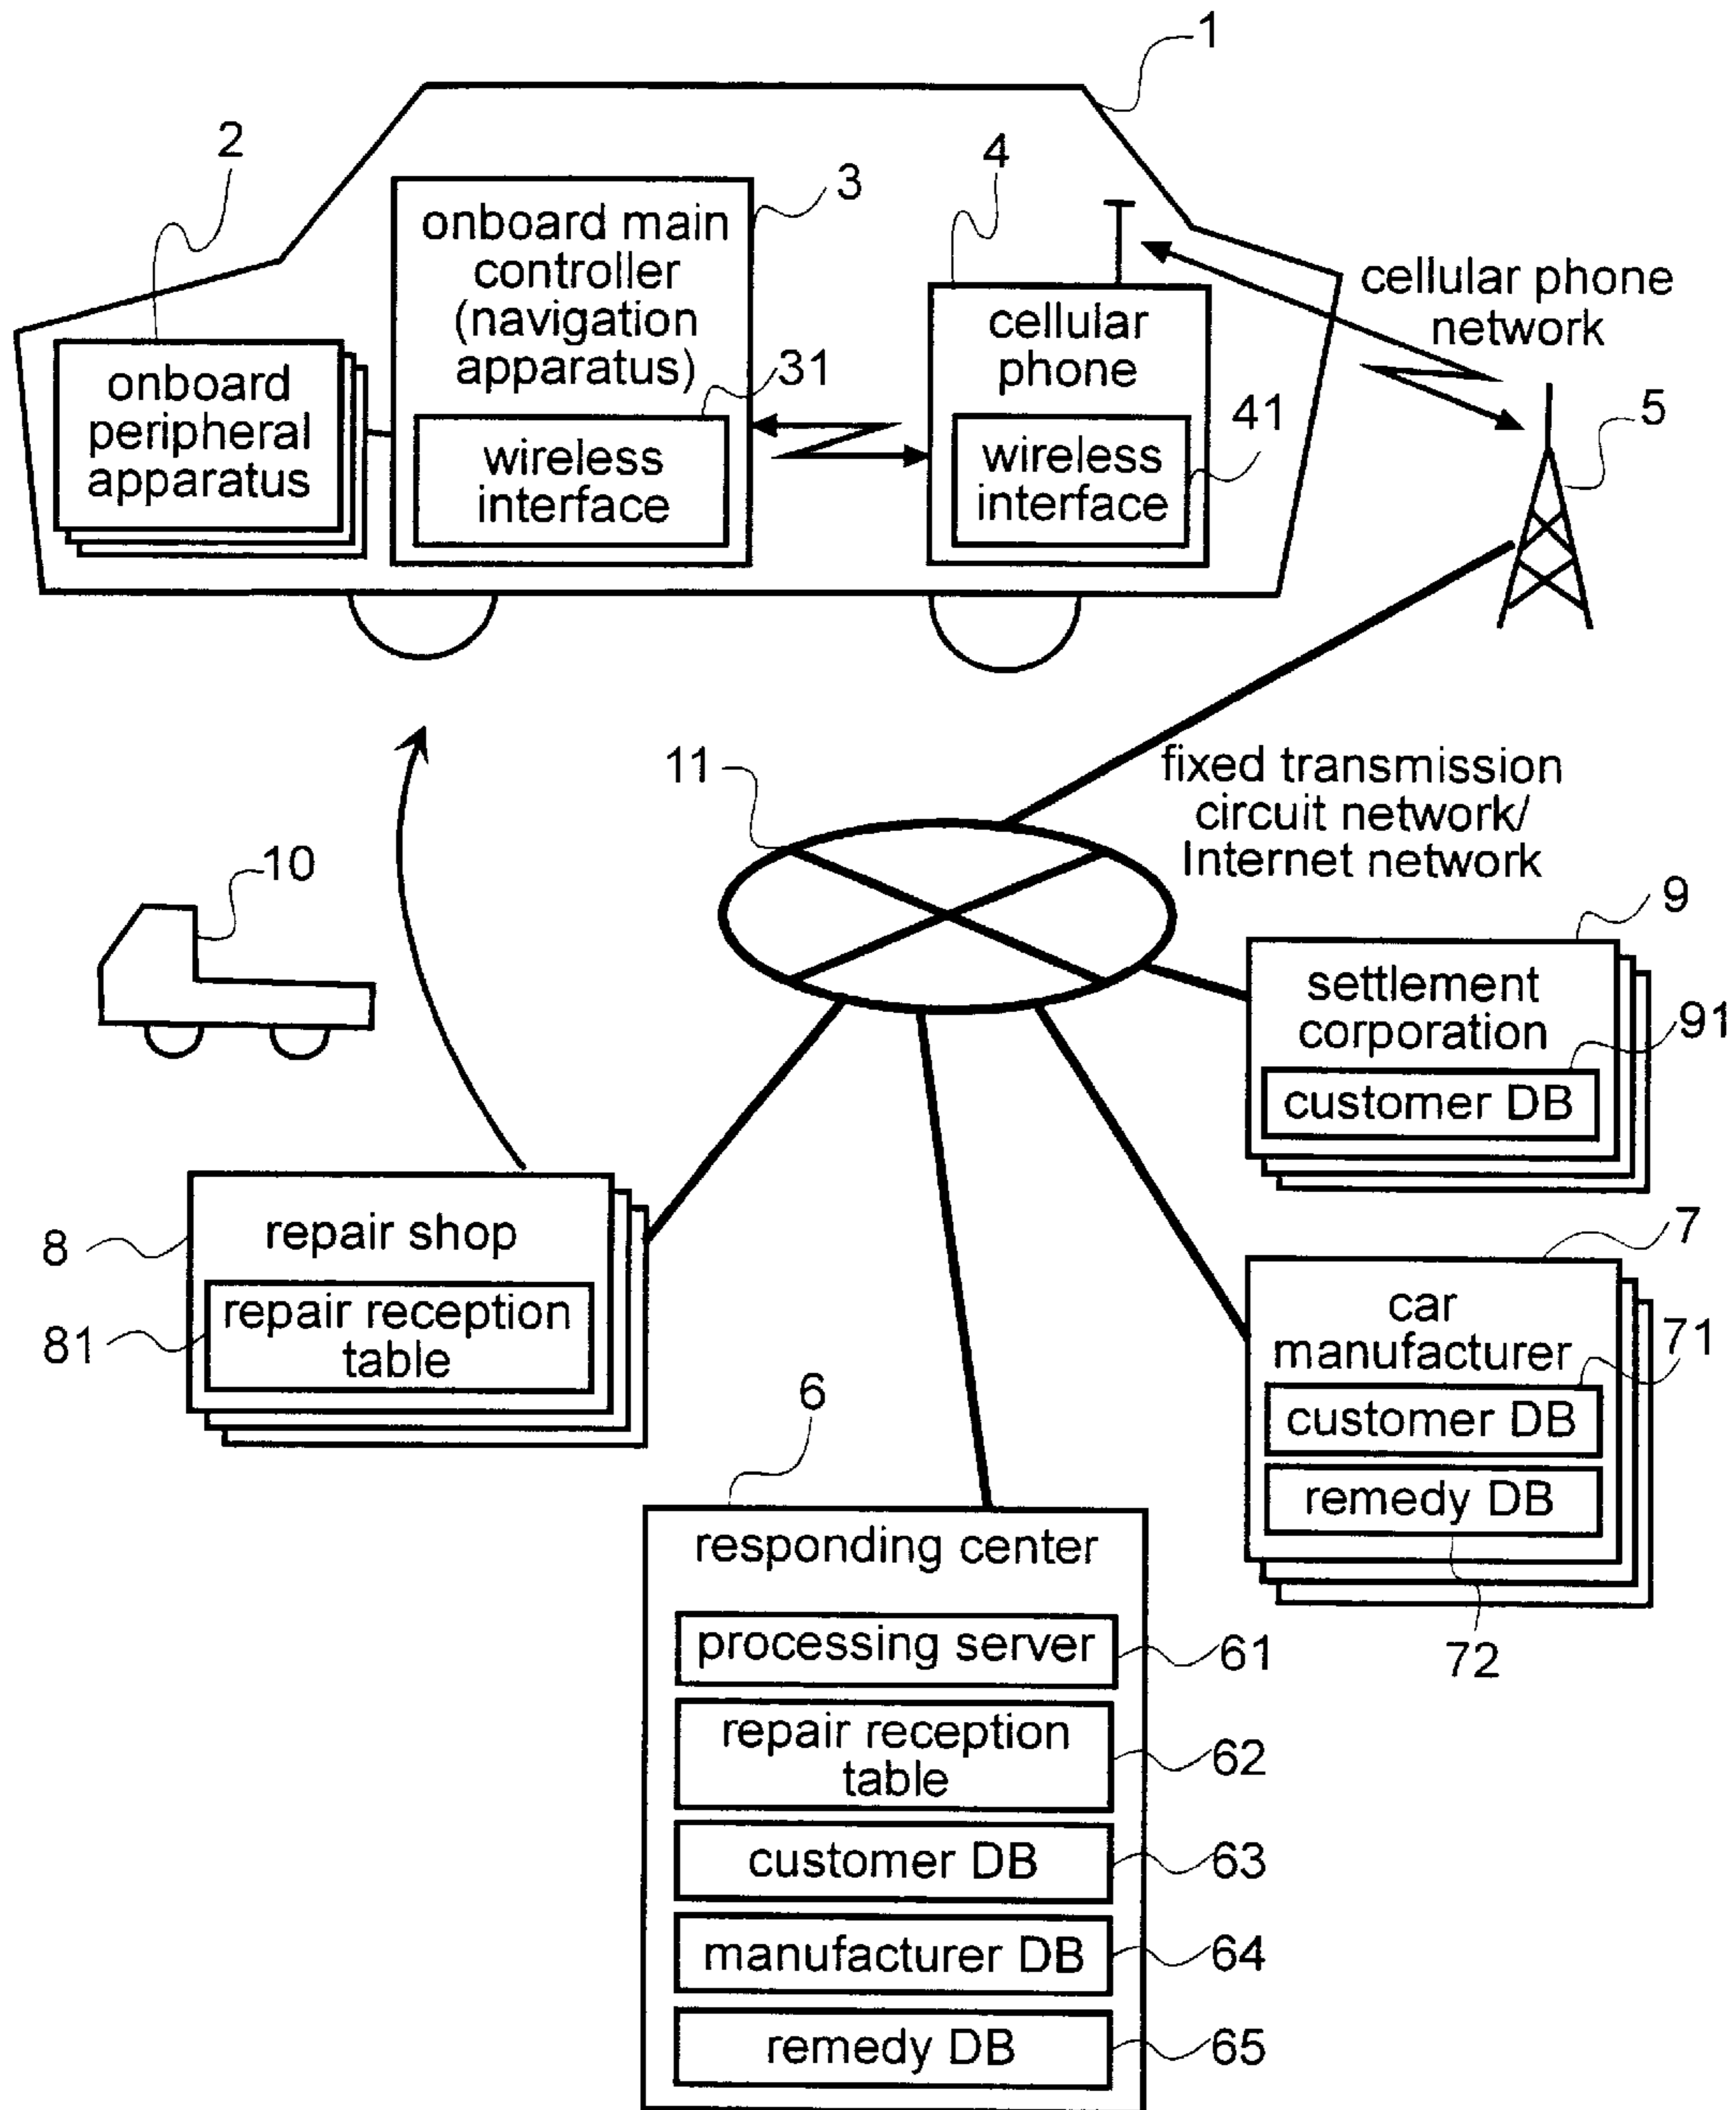 1
2
3
4
onboard main
controller
(navigation
apparatus)
31
wireless
interface
onboard
peripheral
apparatus
cellular
phone
41
wireless
interface
cellular phone
network
5
11
fixed transmission
circuit network/
Internet network
10
9
settlement
corporation
91
customer DB
8
repair shop
81
repair reception
table
7
car
manufacturer
71
customer DB
remedy DB
72
6
responding center
processing server
61
repair reception
table
62
customer DB
63
manufacturer DB
64
remedy DB
65